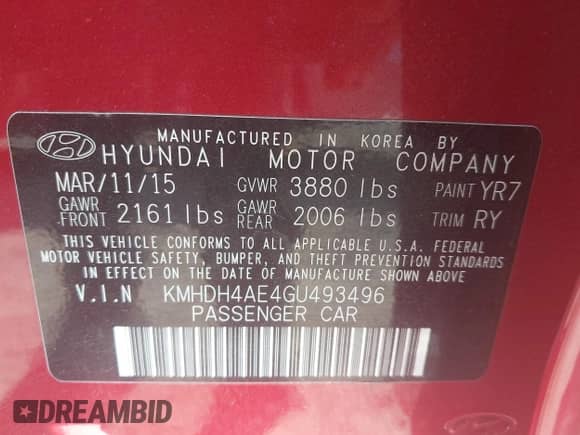 MANUFACTURED IN KOREA BY
HYUNDAI MOTOR COMPANY
MAR/11/15 GVWR 3880 lbs PAINT YR7
GAWR -FRONT 2161 lbs GAWR REAR 2006 lbs TRIM RY
THIS VEHICLE CONFORMS TO ALL APPLICABLE U.S.A. FEDERAL
MOTOR VEHICLE SAFETY, BUMPER, AND THEFT PREVENTION STANDARDS
IN EFFECT ON THE DATE OF MANUFACTURE SHOWN ABOVE.
V.I.N KMHDH4AE4GU493496
PASSENGER CAR
DREAMBID